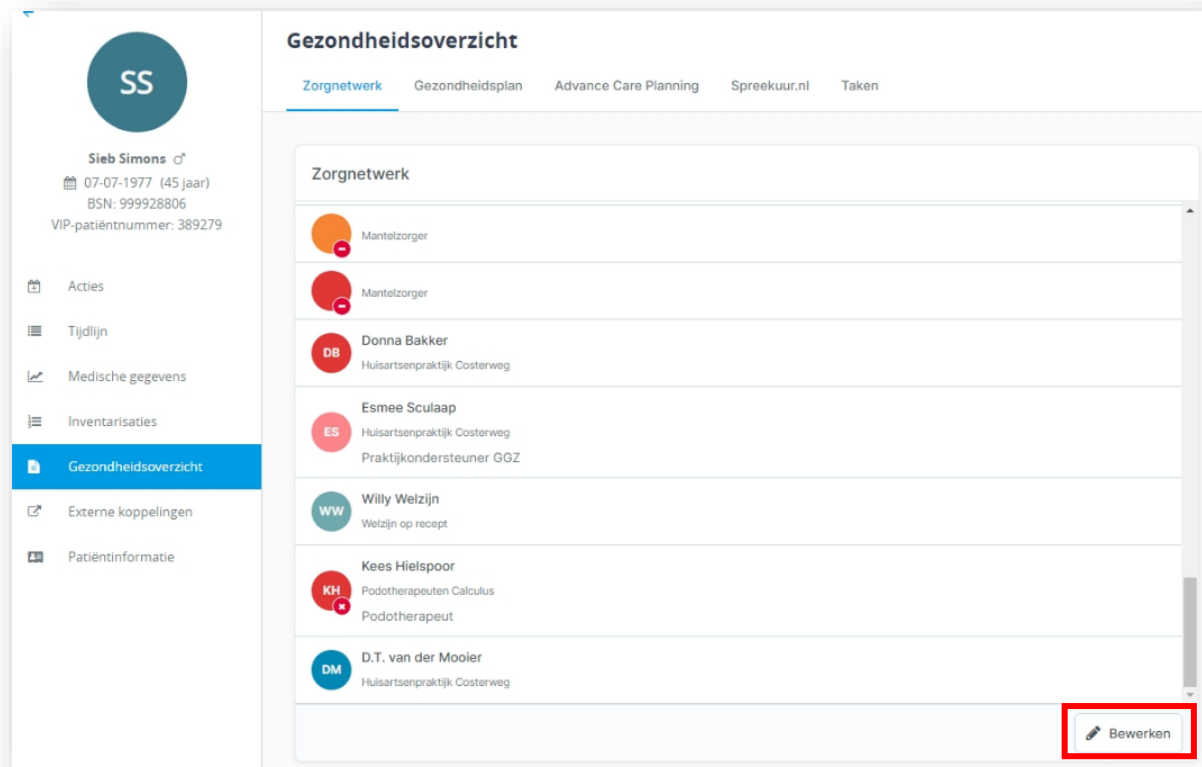 SS
Sieb Simons ♂
07-07-1977 (45 jaar)
BSN: 999928806
VIP-patiëntnummer: 389279
Acties
Tijdlijn
Medische gegevens
Inventarisaties
Gezondheidsoverzicht
Externe koppelingen
Patiëntinformatie
Gezondheidsoverzicht
Zorgnetwerk Gezondheidsplan Advance Care Planning Spreekuur.nl Taken
Zorgnetwerk
Mantelzorger
Mantelzorger
DB
Donna Bakker
Huisartsenpraktijk Costerweg
ES
Esmee Sculaap
Huisartsenpraktijk Costerweg
Praktijkondersteuner GGZ
WW
Willy Welzijn
Welzijn op recept
KH
Kees Hielspoor
Podotherapeuten Calculus
Podotherapeut
DM
D.T. van der Mooier
Huisartsenpraktijk Costerweg
Bewerken